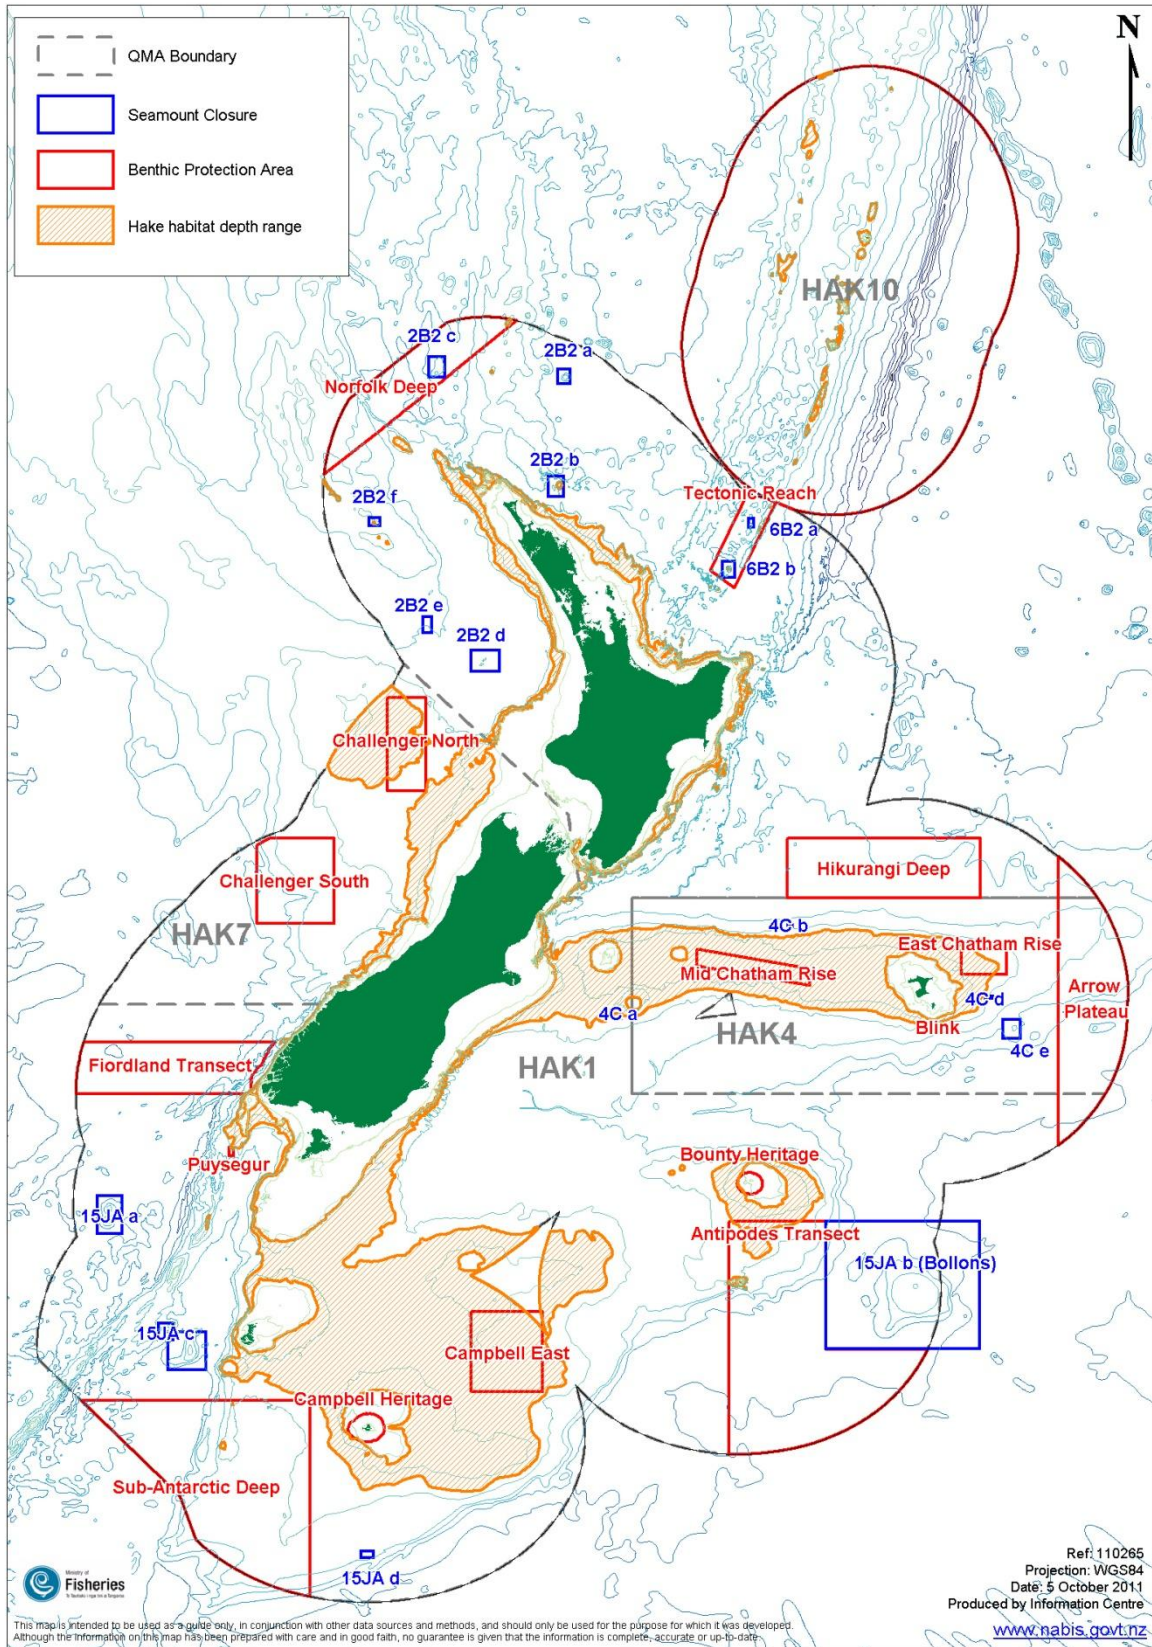 QMA Boundary
Seamount Closure
Benthic Protection Area
Hake habitat depth range
N
HAK10
2B2 c
2B2 a
Norfolk Deep
2B2 b
2B2 f
Tectonic Reach
6B2 a
6B2 b
2B2 e
2B2 d
Challenger North
Hikurangi Deep
Challenger South
HAK7
4C b
East Chatham Rise
Mid Chatham Rise
Arrow
Plateau
4C a
4C d
HAK4
Blink
4C e
Fiordland Transect
HAK1
Puysegur
Bounty Heritage
15JA a
Antipodes Transect
15JA b (Bollons)
15JA c
Campbell East
Campbell Heritage
Sub-Antarctic Deep
15JA d
Ministry of
Fisheries
Ref: 110265
Projection: WGS84
Date: 5 October 2011
Produced by Information Centre
www.nabis.govt.nz
This map is intended to be used as a guide only, in conjunction with other data sources and methods, and should only be used for the purpose for which it was developed.
Although the information on this map has been prepared with care and in good faith, no guarantee is given that the information is complete, accurate or up-to-date.